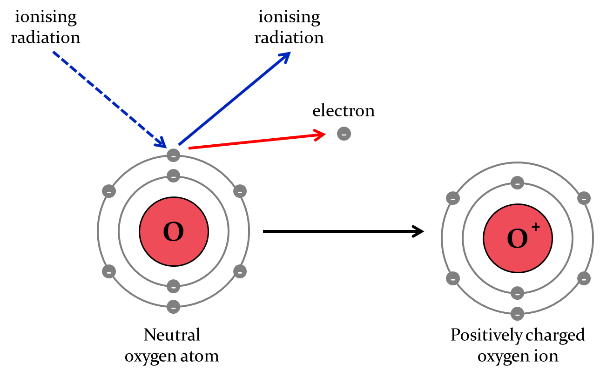 ionising
radiation
ionising
radiation
electron
O
O+
Neutral
oxygen atom
Positively charged
oxygen ion